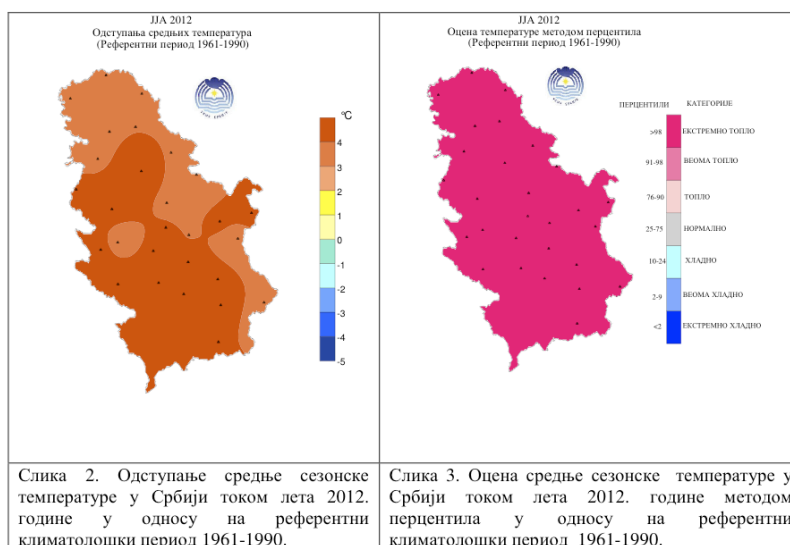 ЈЈА 2012
Одступања средњих температура
(Референтни период 1961-1990)
°C
4
3
2
1
0
-1
-2
-3
-4
-5
ЈЈА 2012
Оцена температуре методом перцентила
(Референтни период 1961-1990)
ПЕРЦЕНТИЛИ КАТЕГОРИЈЕ
>98 ЕКСТРЕМНО ТОПЛО
91-98 ВЕОМА ТОПЛО
76-90 ТОПЛО
25-75 НОРМАЛНО
10-24 ХЛАДНО
2-9 ВЕОМА ХЛАДНО
<2 ЕКСТРЕМНО ХЛАДНО
Слика 2. Одступање средње сезонске
температуре у Србији током лета 2012.
године у односу на референтни
климатолошки период 1961-1990.
Слика 3. Оцена средње сезонске температуре у
Србији током лета 2012. године методом
перцентила у односу на референтни
климатолошки период 1961-1990.